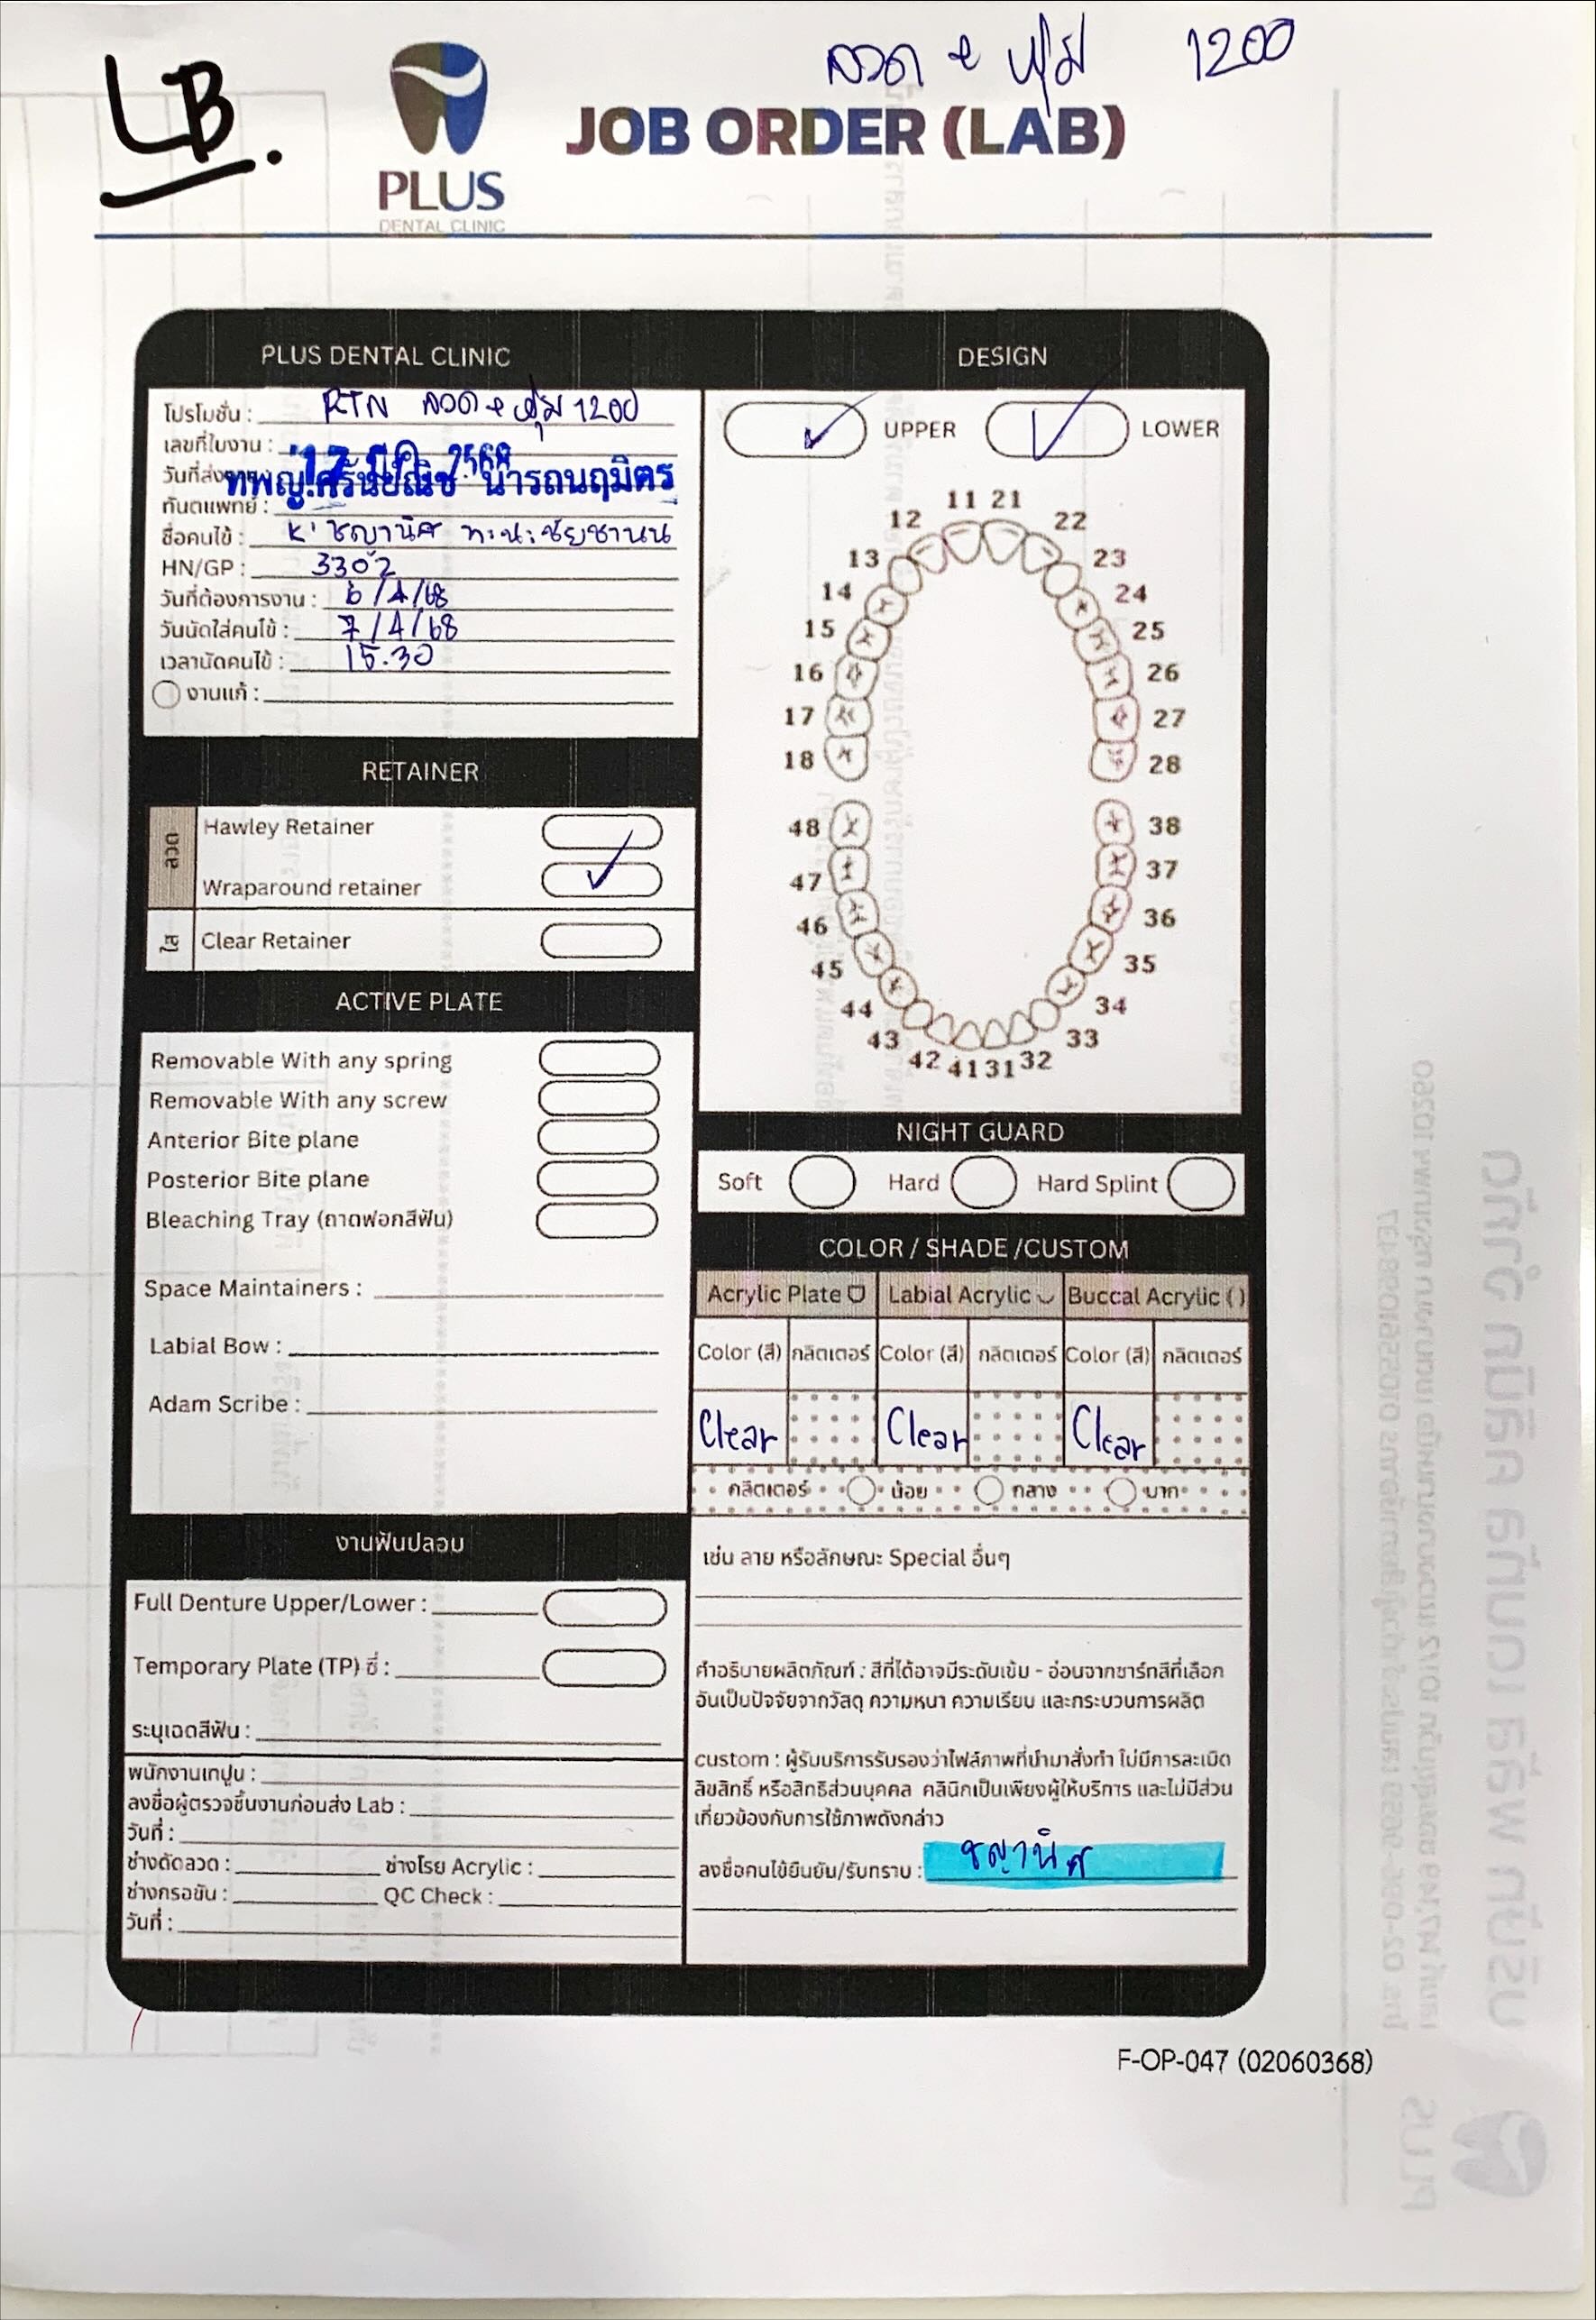 LB.
ลวด + หุ้ม 1200
PLUS
DENTAL CLINIC
JOB ORDER (LAB)
PLUS DENTAL CLINIC
โปรโมชั่น : RTN ลวด + หุ้ม 1200
เลขที่ใบงาน :
17 มี.ค. 2568
ทันตแพทย์ : ทพญ.ศรัณย์ณิช นารถนฤมิตร
ชื่อคนไข้ : K' ชญานิศ
HN/GP : 3302
วันที่ต้องการงาน : 6/4/68
วันนัดใส่คนไข้ : 7/4/68
เวลานัดคนไข้ : 15.30
งานแก้ :
RETAINER
ลวด
Hawley Retainer
Wraparound retainer
ใส
Clear Retainer
ACTIVE PLATE
Removable With any spring
Removable With any screw
Anterior Bite plane
Posterior Bite plane
Bleaching Tray (ถาดฟอกสีฟัน)
Space Maintainers :
Labial Bow :
Adam Scribe :
งานฟันปลอม
Full Denture Upper/Lower :
Temporary Plate (TP) ซี่ :
ระบุเฉดสีฟัน :
พนักงานเทปูน :
ลงชื่อผู้ตรวจชิ้นงานก่อนส่ง Lab :
วันที่ :
ช่างดัดลวด : ช่างโรย Acrylic :
ช่างกรอขัน : QC Check :
วันที่ :
DESIGN
UPPER LOWER
11 21
12 22
13 23
14 24
15 25
16 26
17 27
18 28
48 38
47 37
46 36
45 35
44 34
43 33
42 41 31 32
NIGHT GUARD
Soft Hard Hard Splint
COLOR / SHADE /CUSTOM
Acrylic Plate Labial Acrylic Buccal Acrylic ( )
Color (สี) กลิตเตอร์ Color (สี) กลิตเตอร์ Color (สี) กลิตเตอร์
Clear Clear Clear
กลิตเตอร์ น้อย กลาง มาก
เช่น ลาย หรือลักษณะ Special อื่นๆ
คำอธิบายผลิตภัณฑ์ : สีที่ได้อาจมีระดับเข้ม - อ่อนจากชาร์ทสีที่เลือก
อันเป็นปัจจัยจากวัสดุ ความหนา ความเรียบ และกระบวนการผลิต
custom : ผู้รับบริการรับรองว่าไฟล์ภาพที่นำมาสั่งทำ ไม่มีการละเมิด
ลิขสิทธิ์ หรือสิทธิส่วนบุคคล คลินิกเป็นเพียงผู้ให้บริการ และไม่มีส่วน
เกี่ยวข้องกับการใช้ภาพดังกล่าว
ลงชื่อคนไข้ยืนยัน/รับทราบ : ชญานิศ
F-OP-047 (02060368)